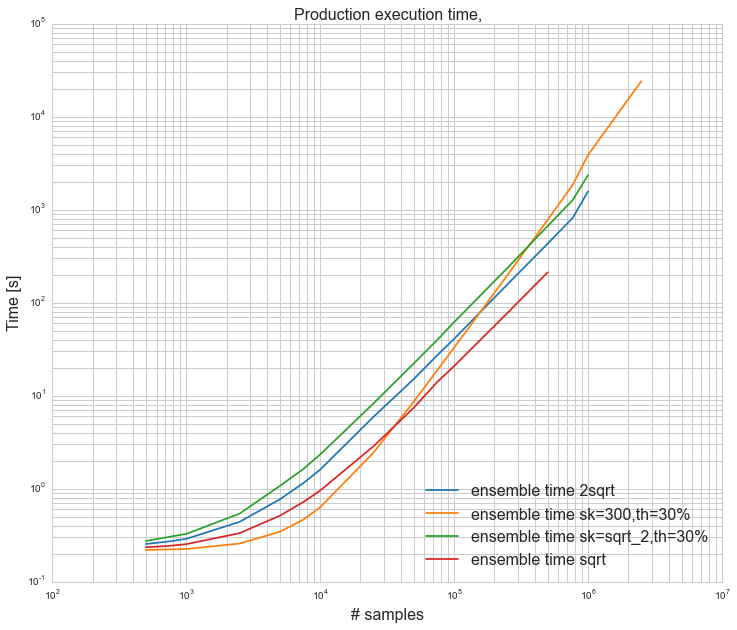 Production execution time,
10^5
10^4
10^3
10^2
10^1
10^0
10^-1
Time [s]
ensemble time 2sqrt
ensemble time sk=300,th=30%
ensemble time sk=sqrt_2,th=30%
ensemble time sqrt
10^2 10^3 10^4 10^5 10^6 10^7
# samples